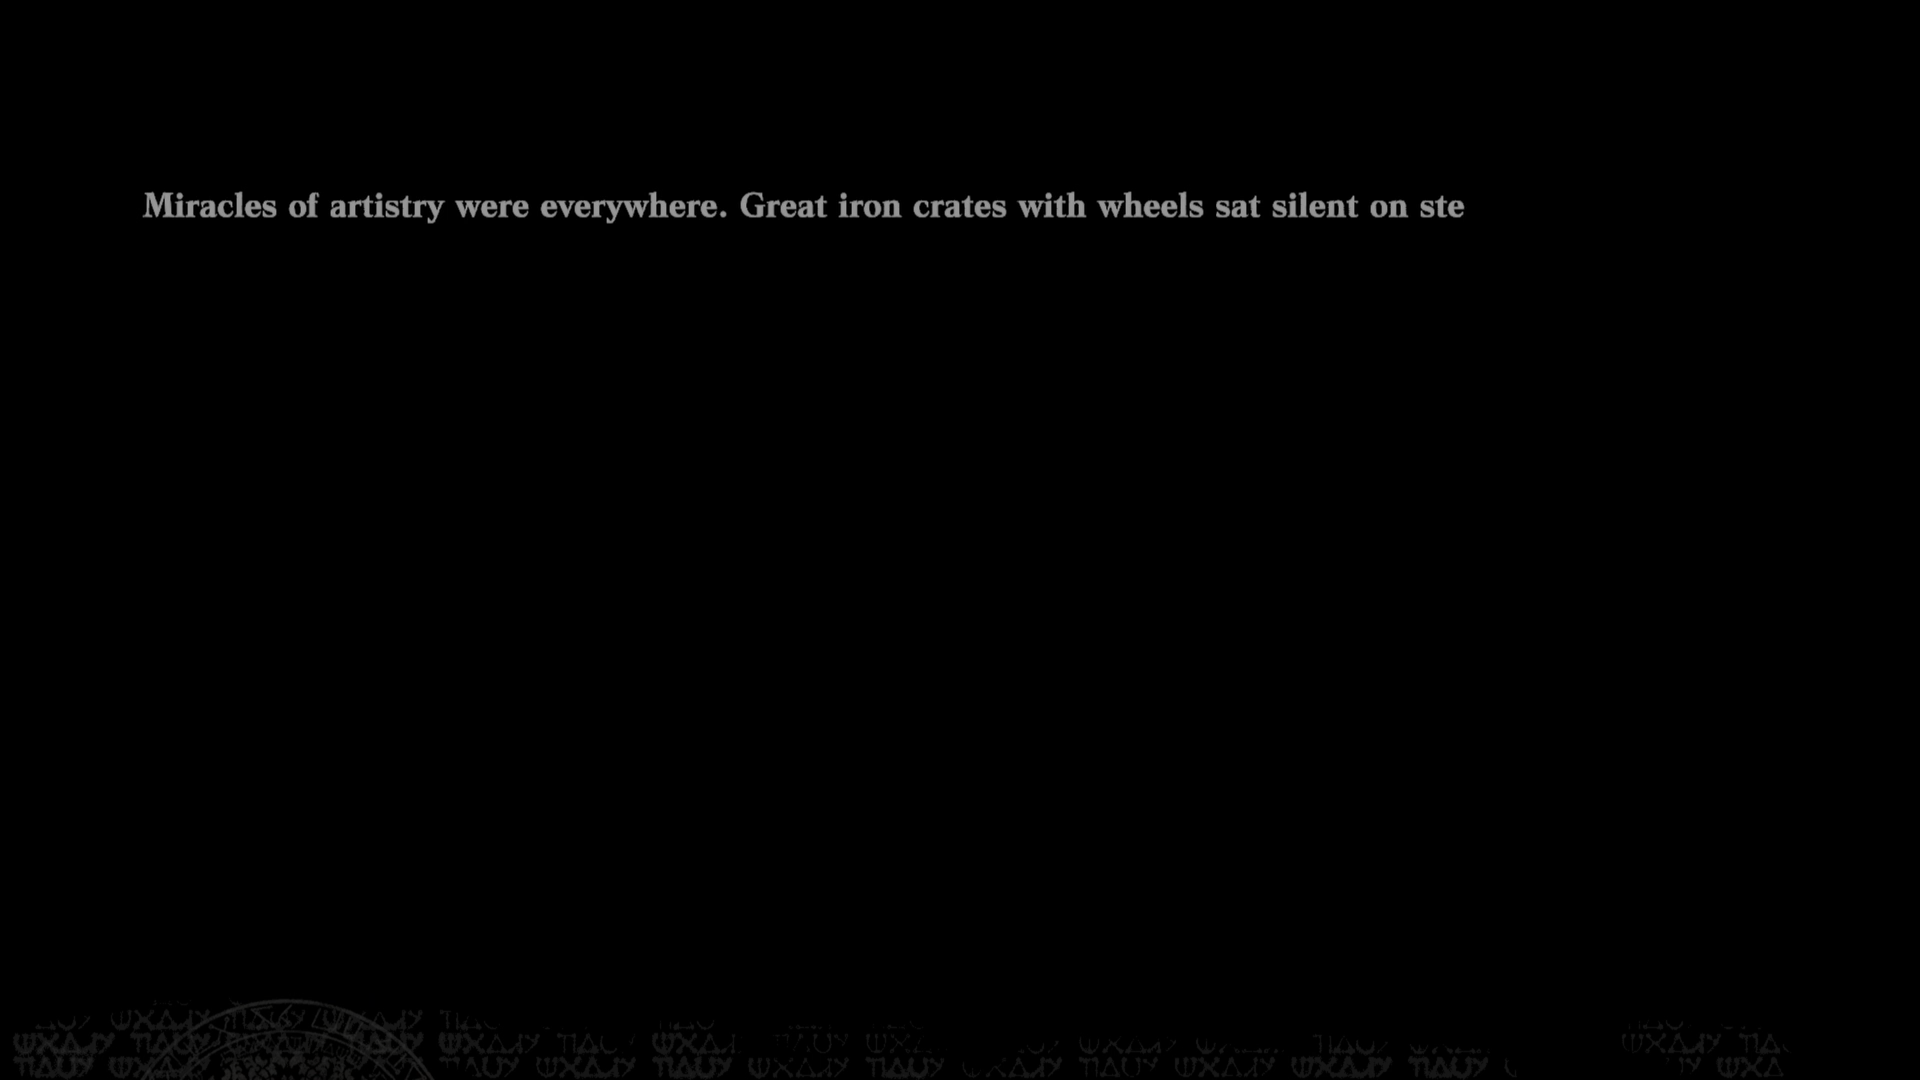 Miracles of artistry were everywhere. Great iron crates with wheels sat silent on ste